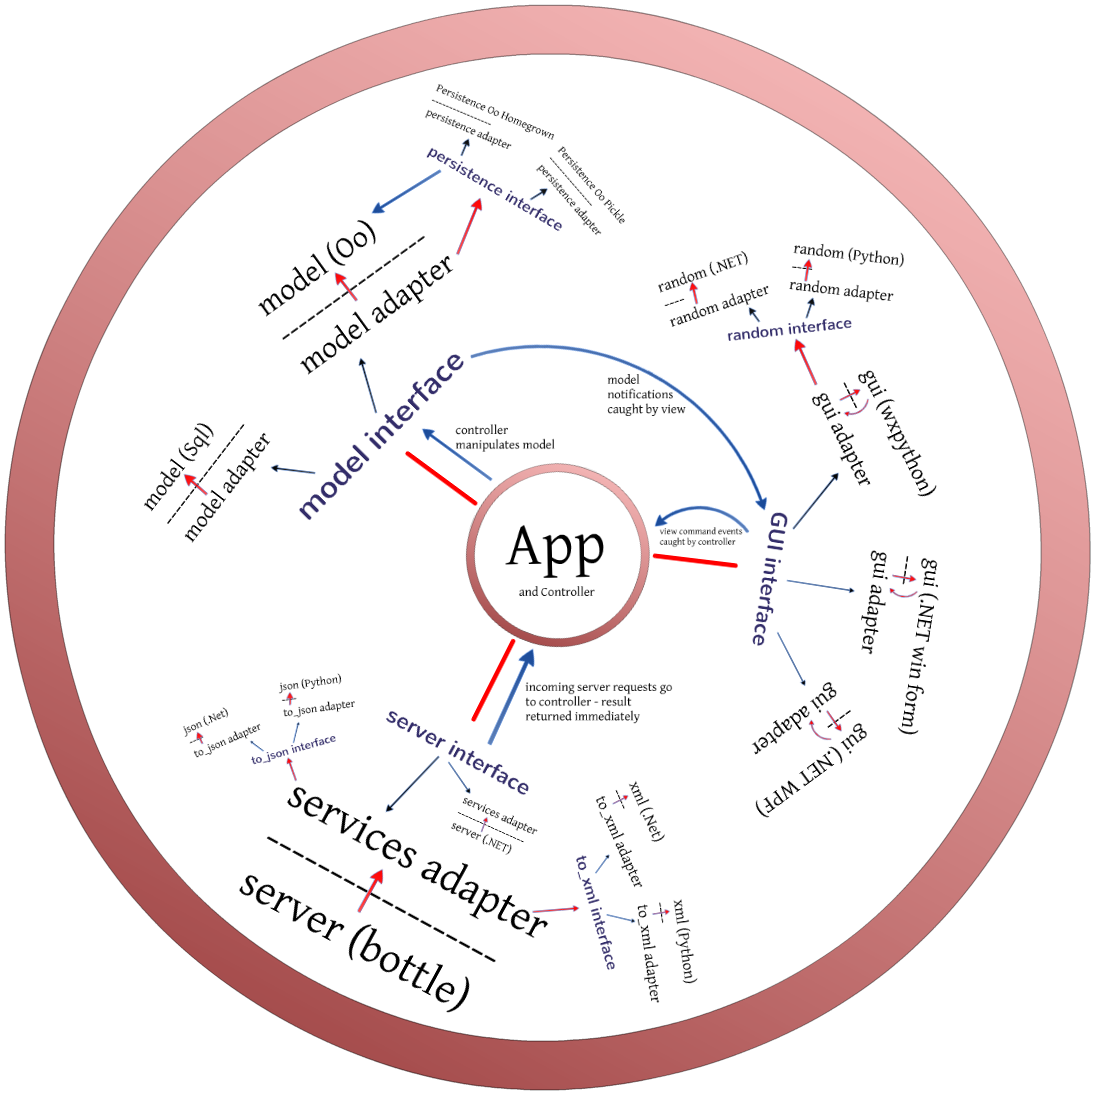 Persistence Oo Homegrown
persistence adapter
persistence interface
Persistence Oo Pickle
persistence adapter
model (Oo)
model adapter
model interface
model (Sql)
model adapter
random (.NET)
random adapter
random (Python)
random adapter
random interface
gui (wxpython)
gui adapter
model
notifications
caught by view
controller
manipulates model
App
and Controller
view command events
caught by controller
GUI interface
gui (.NET win form)
gui adapter
gui adapter
gui (.NET WPF)
incoming server requests go
to controller - result
returned immediately
server interface
json (Python)
to_json adapter
json (.Net)
to_json adapter
to_json interface
services adapter
server (bottle)
services adapter
server (.NET)
xml (.Net)
to_xml adapter
to_xml interface
xml (Python)
to_xml adapter